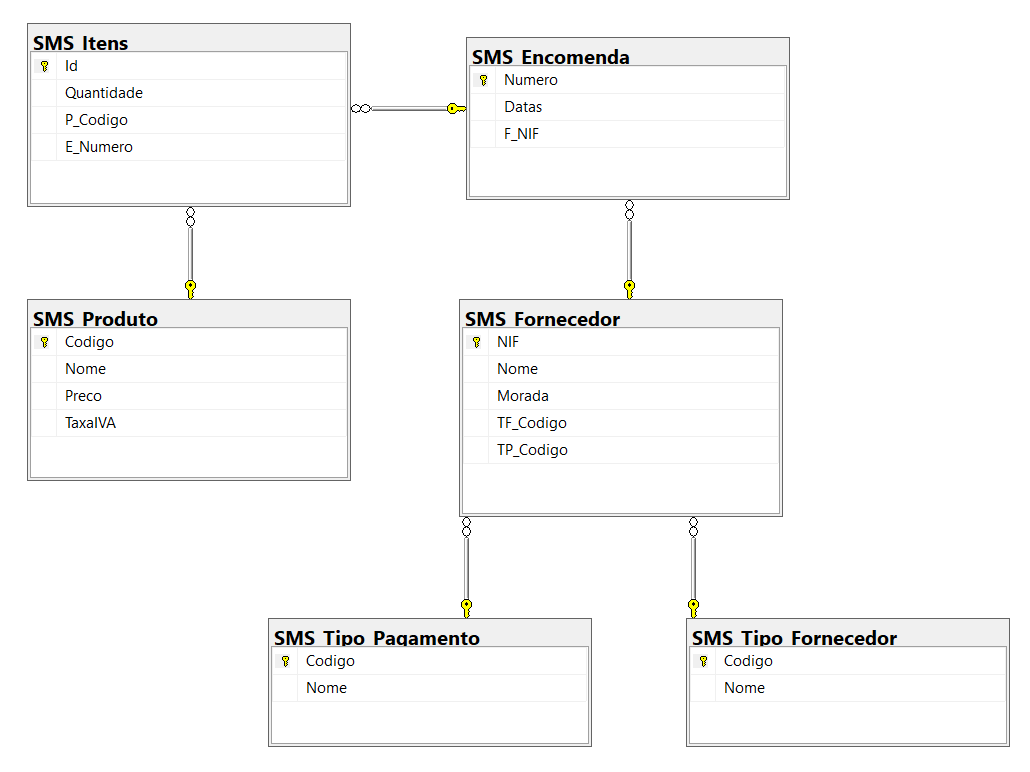 SMS_Itens
Id
Quantidade
P_Codigo
E_Numero
SMS_Encomenda
Numero
Datas
F_NIF
SMS_Produto
Codigo
Nome
Preco
TaxaIVA
SMS_Fornecedor
NIF
Nome
Morada
TF_Codigo
TP_Codigo
SMS_Tipo_Pagamento
Codigo
Nome
SMS_Tipo_Fornecedor
Codigo
Nome